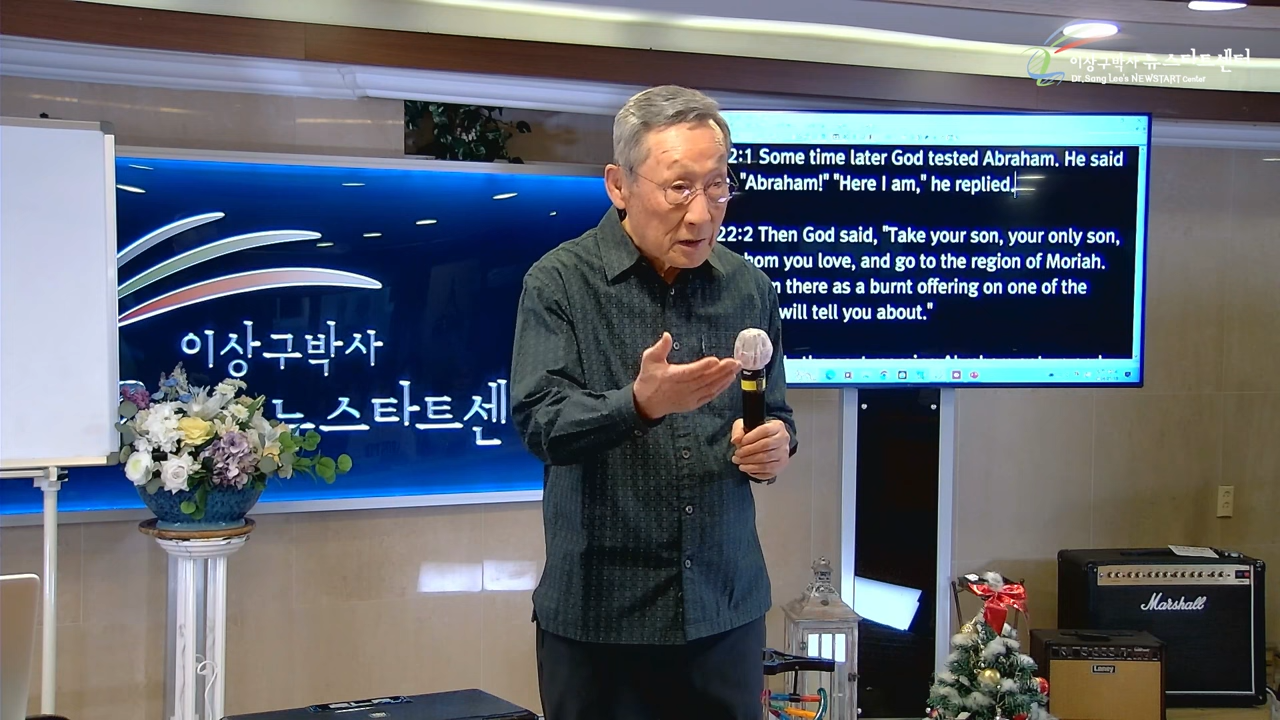 이상구박사 뉴스타트센터
Dr. Sang Lee's NEWSTART Center
2:1 Some time later God tested Abraham. He said
"Abraham!" "Here I am," he replied.
22:2 Then God said, "Take your son, your only son,
you love, and go to the region of Moriah.
there as a burnt offering on one of the
will tell you about."
이상구박사
뉴스타트센
Marshall
Laney